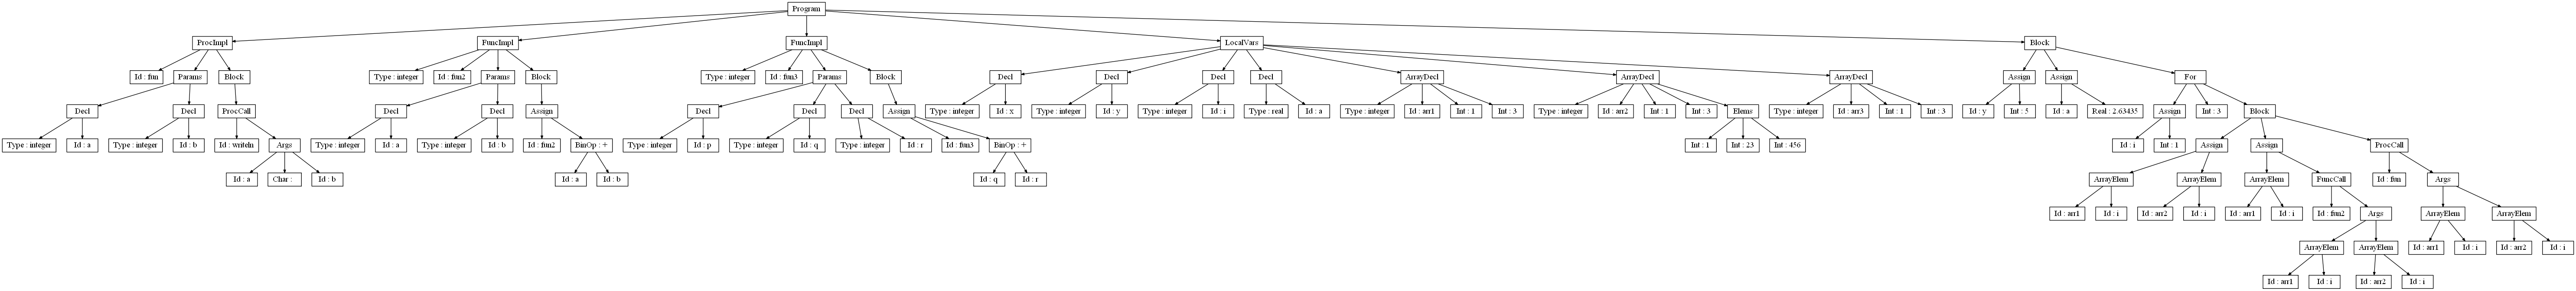 Program
ProcImpl FuncImpl FuncImpl LocalVars Block
Id : fun Params Block Type : integer Id : fun2 Params Block Type : integer Id : fun3 Params Block Decl Decl Decl Decl ArrayDecl ArrayDecl ArrayDecl Assign Assign For
Decl Decl ProcCall Decl Decl Assign Decl Decl Decl Assign Type : integer Id : x Type : integer Id : y Type : integer Id : i Type : real Id : a Type : integer Id : arr1 Int : 1 Int : 3 Type : integer Id : arr2 Int : 1 Int : 3 Elems Type : integer Id : arr3 Int : 1 Int : 3 Id : y Int : 5 Id : a Real : 2.63435 Assign Int : 3 Block
Type : integer Id : a Type : integer Id : b Id : writeln Args Type : integer Id : a Type : integer Id : b Id : fun2 BinOp : + Type : integer Id : p Type : integer Id : q Type : integer Id : r Id : fun3 BinOp : + Int : 1 Int : 23 Int : 456 Id : i Int : 1 Assign Assign ProcCall
Id : a Char : Id : b Id : a Id : b Id : q Id : r ArrayElem ArrayElem ArrayElem FuncCall Id : fun Args
Id : arr1 Id : i Id : arr2 Id : i Id : arr1 Id : i Id : fun2 Args ArrayElem ArrayElem
ArrayElem ArrayElem Id : arr1 Id : i Id : arr2 Id : i
Id : arr1 Id : i Id : arr2 Id : i